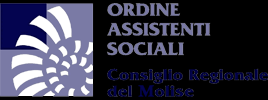 ORDINE
ASSISTENTI
SOCIALI
Consiglio Regionale
del Molise